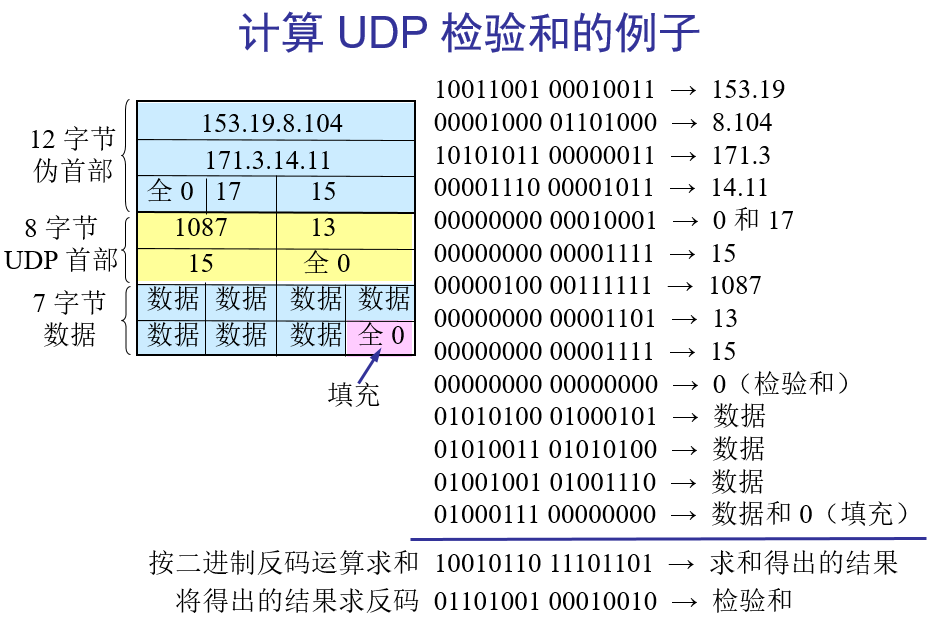 计算 UDP 检验和的例子
12 字节
伪首部
153.19.8.104
171.3.14.11
全 0 17 15
8 字节
UDP 首部
1087 13
15 全 0
7 字节
数据
数据 数据 数据 数据
数据 数据 数据 全 0
填充
10011001 00010011 → 153.19
00001000 01101000 → 8.104
10101011 00000011 → 171.3
00001110 00001011 → 14.11
00000000 00010001 → 0 和 17
00000000 00001111 → 15
00000100 00111111 → 1087
00000000 00001101 → 13
00000000 00001111 → 15
00000000 00000000 → 0（检验和）
01010100 01000101 → 数据
01010011 01010100 → 数据
01001001 01001110 → 数据
01000111 00000000 → 数据和 0（填充）
按二进制反码运算求和 10010110 11101101 → 求和得出的结果
将得出的结果求反码 01101001 00010010 → 检验和